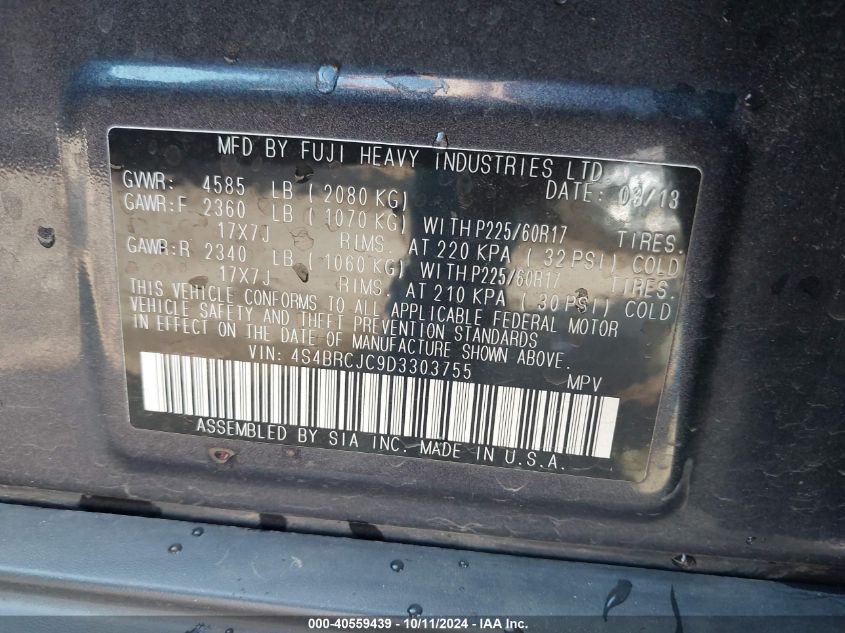 MFD BY FUJI HEAVY INDUSTRIES LTD.
GVWR: 4585 LB (2080 KG) DATE: 03/13
GAWR:F 2360 LB (1070 KG) WITH P225/60R17 TIRES.
17X7J RIMS. AT 220 KPA (32 PSI) COLD
GAWR:R 2340 LB (1060 KG) WITH P225/60R17 TIRES.
17X7J RIMS. AT 210 KPA (30 PSI) COLD
THIS VEHICLE CONFORMS TO ALL APPLICABLE FEDERAL MOTOR
VEHICLE SAFETY AND THEFT PREVENTION STANDARDS
IN EFFECT ON THE DATE OF MANUFACTURE SHOWN ABOVE.
VIN: 4S4BRCJC9D3303755 MPV
ASSEMBLED BY SIA INC. MADE IN U.S.A.
000-40559439 - 10/11/2024 - IAA Inc.